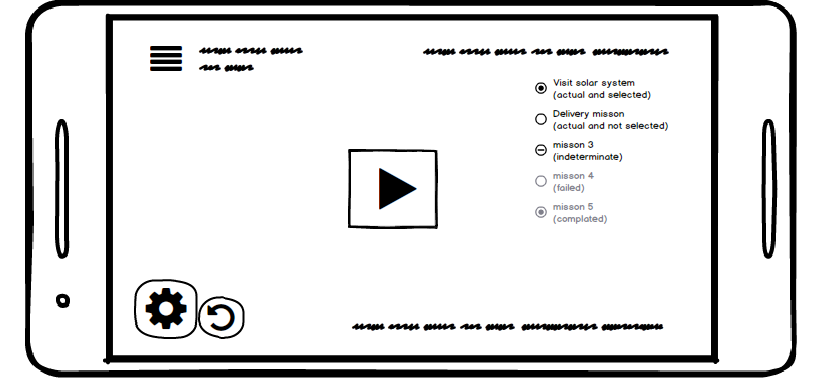 Visit solar system
(actual and selected)
Delivery misson
(actual and not selected)
misson 3
(indeterminate)
misson 4
(failed)
misson 5
(complated)